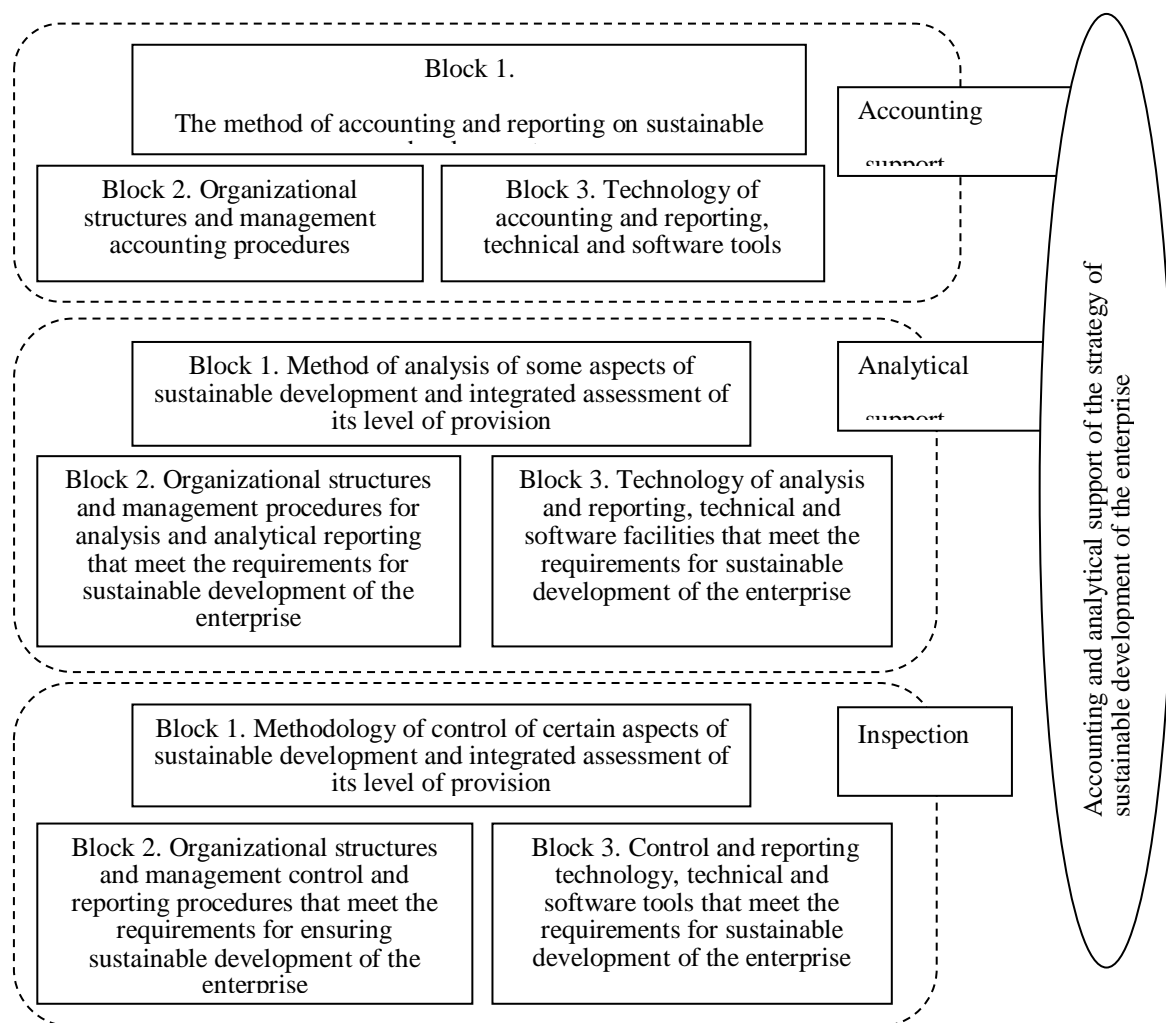 Block 1.
The method of accounting and reporting on sustainable
Accounting
support
Block 2. Organizational
structures and management
accounting procedures
Block 3. Technology of
accounting and reporting,
technical and software tools
Block 1. Method of analysis of some aspects of
sustainable development and integrated assessment of
its level of provision
Analytical
support
Block 2. Organizational structures
and management procedures for
analysis and analytical reporting
that meet the requirements for
sustainable development of the
enterprise
Block 3. Technology of analysis
and reporting, technical and
software facilities that meet the
requirements for sustainable
development of the enterprise
Block 1. Methodology of control of certain aspects of
sustainable development and integrated assessment of
its level of provision
Inspection
Block 2. Organizational structures
and management control and
reporting procedures that meet the
requirements for ensuring
sustainable development of the
enterprise
Block 3. Control and reporting
technology, technical and
software tools that meet the
requirements for sustainable
development of the enterprise
Accounting and analytical support of the strategy of
sustainable development of the enterprise